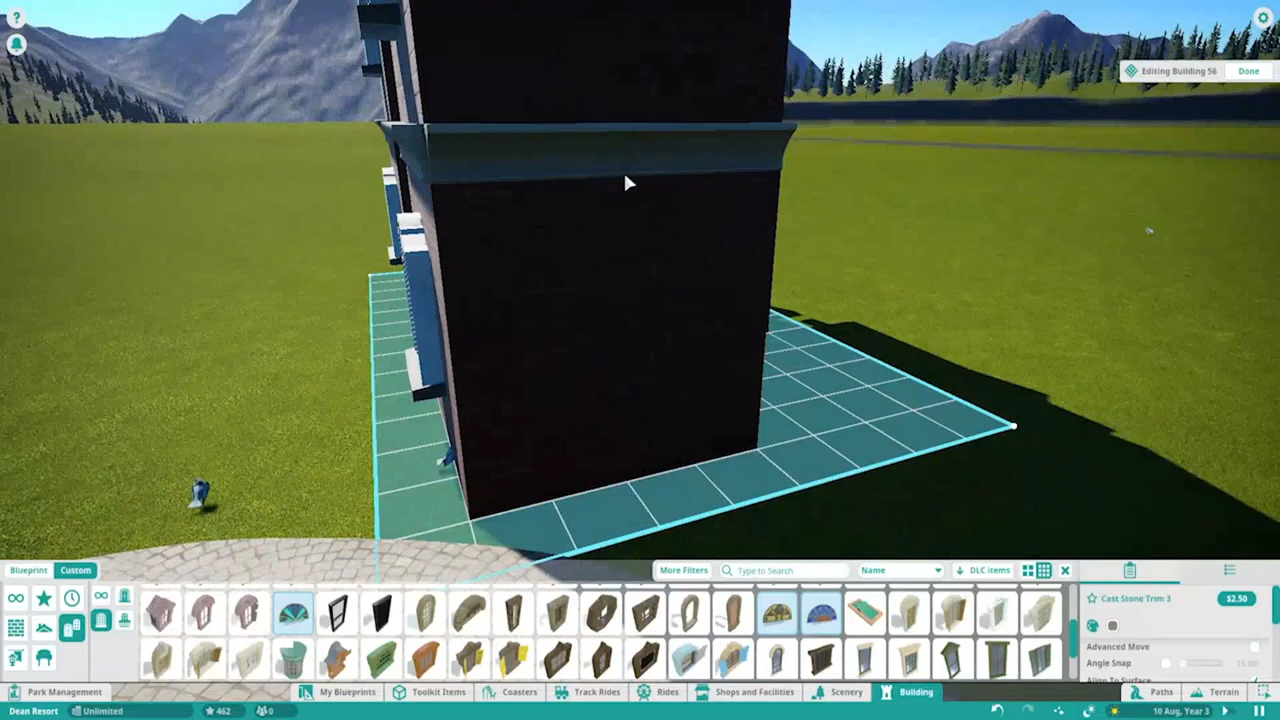 ?
Editing Building 56
Done
Blueprint
Custom
More Filters
Type to Search
Name
DLC items
Cast Stone Trim 3
$2.50
Advanced Move
Angle Snap
15.00°
Park Management
My Blueprints
Toolkit Items
Coasters
Track Rides
Rides
Shops and Facilities
Scenery
Building
Paths
Terrain
Dean Resort
Unlimited
462
0
10 Aug, Year 3